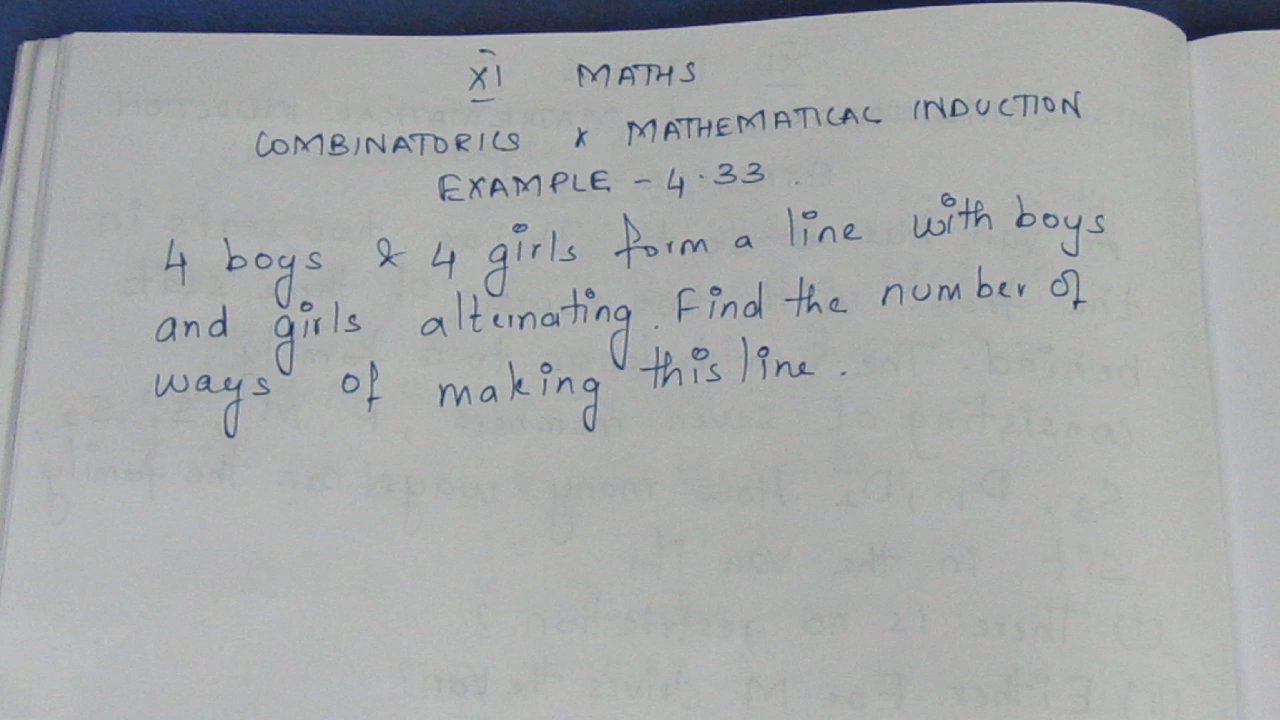 XI MATHS
COMBINATORICS & MATHEMATICAL INDUCTION
EXAMPLE - 4.33.
4 boys & 4 girls form a line with boys
and girls alternating. Find the number of
ways of making this line.